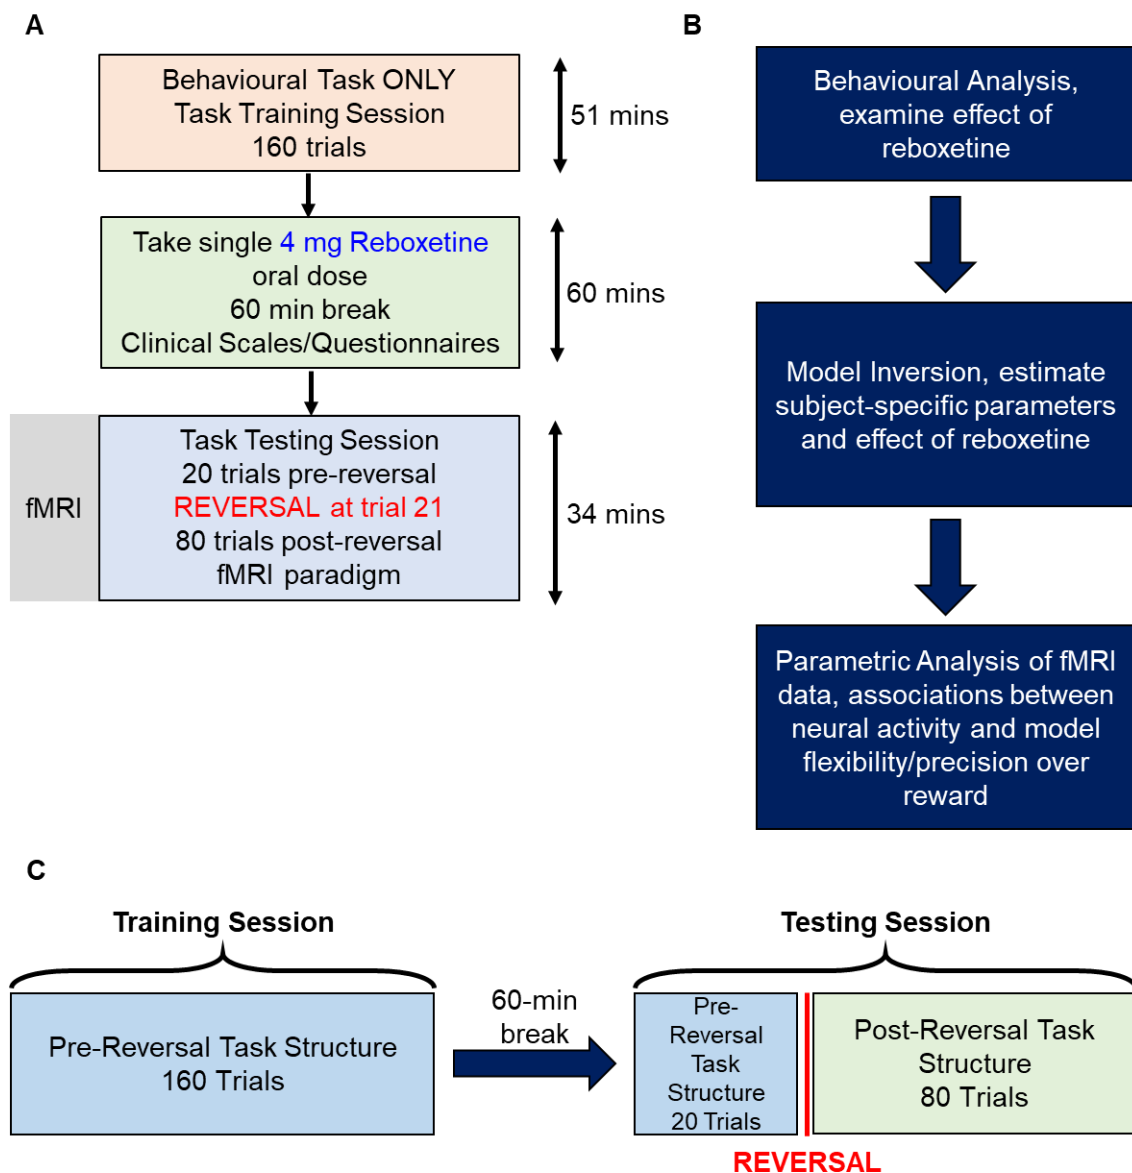 A
Behavioural Task ONLY
Task Training Session
160 trials
51 mins
Take single 4 mg Reboxetine
oral dose
60 min break
Clinical Scales/Questionnaires
60 mins
fMRI
Task Testing Session
20 trials pre-reversal
REVERSAL at trial 21
80 trials post-reversal
fMRI paradigm
34 mins
B
Behavioural Analysis,
examine effect of
reboxetine
Model Inversion, estimate
subject-specific parameters
and effect of reboxetine
Parametric Analysis of fMRI
data, associations between
neural activity and model
flexibility/precision over
reward
C
Training Session
Pre-Reversal Task Structure
160 Trials
60-min
break
Testing Session
Pre-
Reversal
Task
Structure
20 Trials
Post-Reversal Task
Structure
80 Trials
REVERSAL